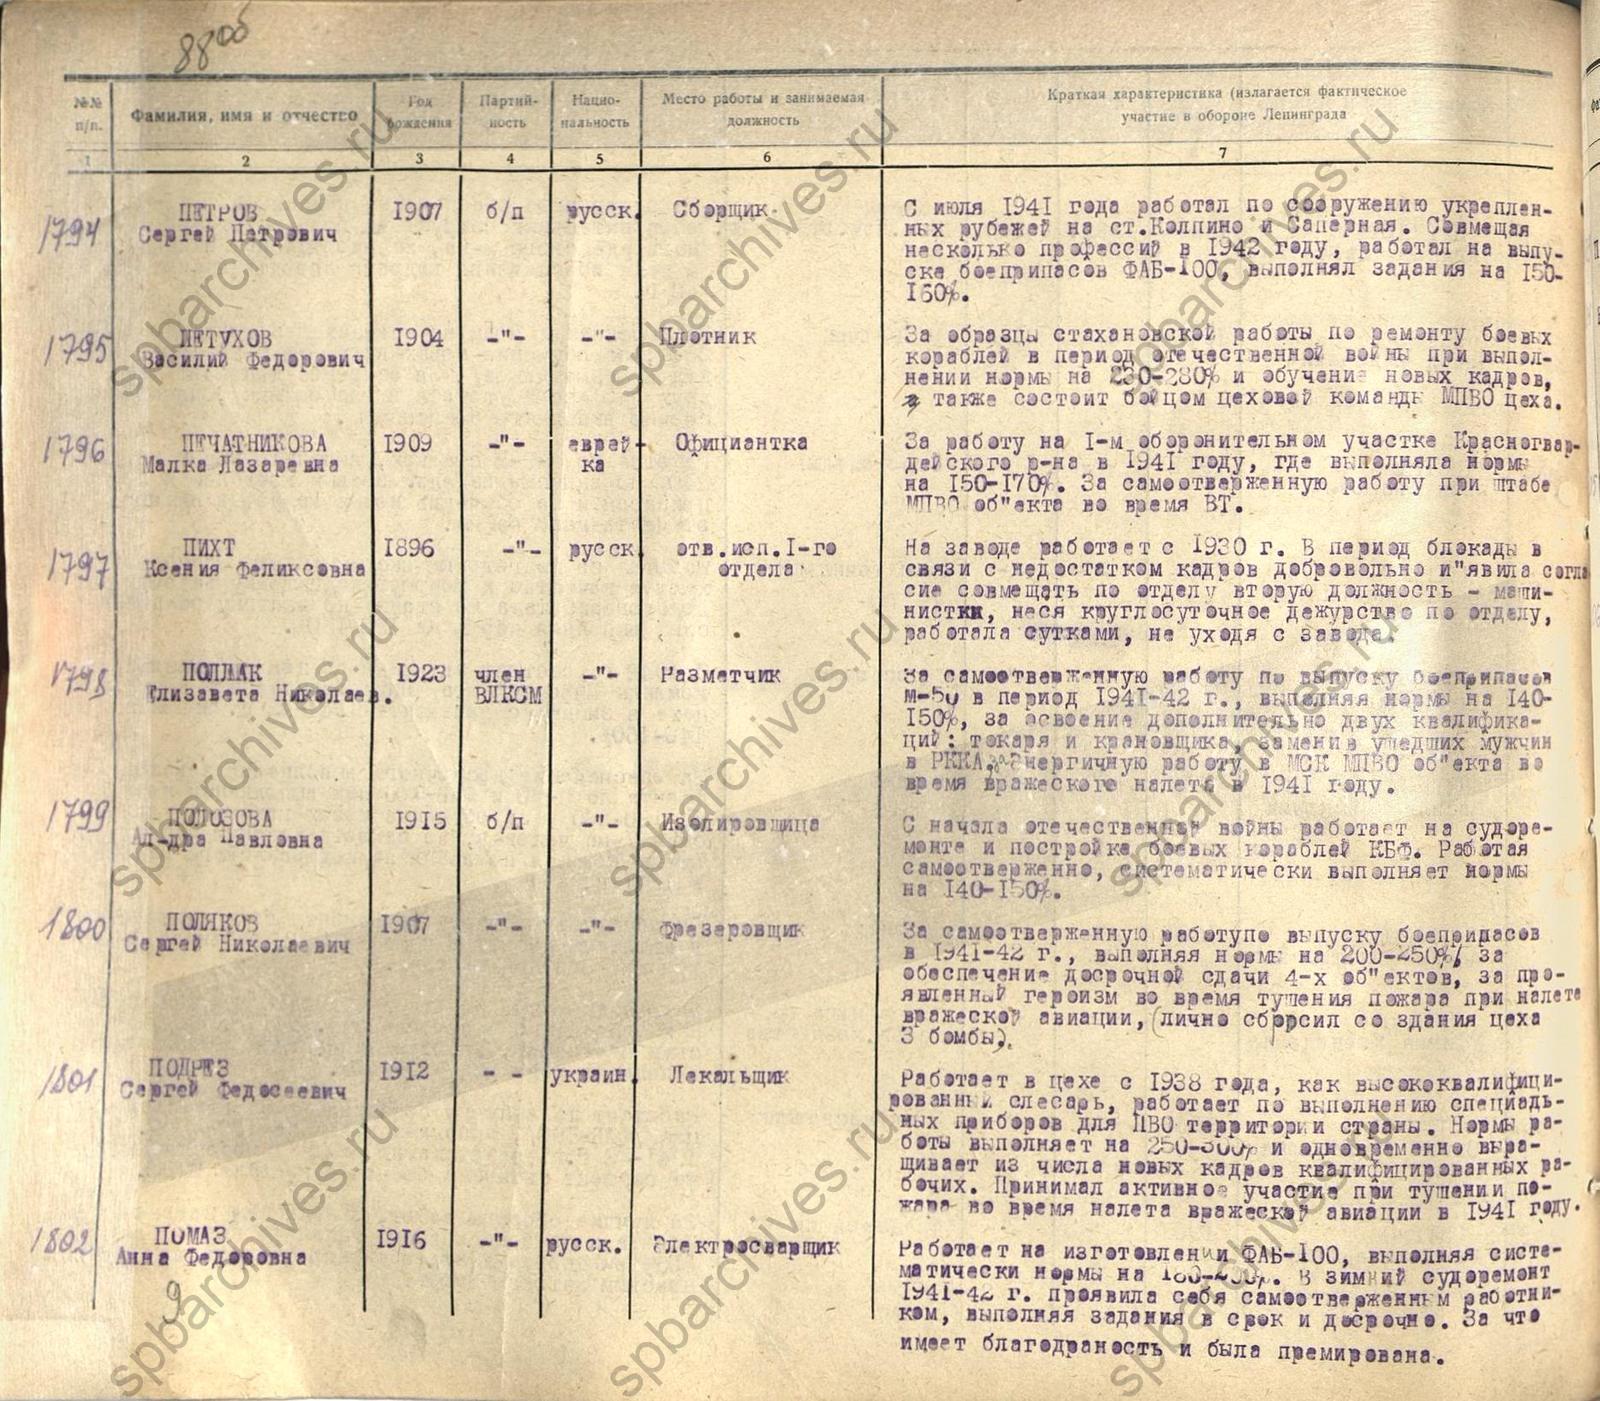 88об
№№ п/п.
Фамилия, имя и отчество
Год рождения
Партий-ность
Нацио-нальность
Место работы и занимаемая должность
Краткая характеристика (излагается фактическое участие в обороне Ленинграда
1 2 3 4 5 6 7
1794 ПЕТРОВ 1907 б/п русск. Сборщик
Сергей Петрович
С июля 1941 года работал по сооружению укреплен-
ных рубежей на ст.Колпино и Саперная. Совмещая
несколько профессий в 1942 году, работал на выпу-
ске боеприпасов ФАБ-100, выполнял задания на 150-
160%.
1795 ПЕТУХОВ 1904 -"- -"- Плотник
Василий Федорович
За образцы стахановской работы по ремонту боевых
кораблей в период отечественной войны при выпол-
нении нормы на 230-280% и обучение новых кадров,
а также состоит бойцом цеховой команды МПВО цеха.
1796 ПЕЧАТНИКОВА 1909 -"- еврей-ка Официантка
Малка Лазаревна
За работу на I-м оборонительном участке Красногвар-
дейского р-на в 1941 году, где выполняла нормы
на 150-170%. За самоотверженную работу при штабе
МПВО об"екта во время ВТ.
1797 ПИХТ 1896 -"- русск. отв.исп.I-го
Ксения Феликсовна отдела
На заводе работает с 1930 г. В период блокады в
связи с недостатком кадров добровольно из"явила согла
сие совмещать по отделу вторую должность - маши-
нистки, неся круглосуточное дежурство по отделу,
работала сутками, не уходя с завода.
1798 ПОЛЛАК 1923 член ВЛКСМ -"- Разметчик
Елизавета Николаев.
За самоотверженную работу по выпуску боеприпасов
М-50 в период 1941-42 г., выполняя нормы на 140-
150%, за освоение дополнительно двух квалифика-
ций: токаря и крановщика, заменив ушедших мужчин
в РККА. За энергичную работу в МСК МПВО об"екта во
время вражеского налета в 1941 году.
1799 ПОЛОЗОВА 1915 б/п -"- Изолировщица
Ал-дра Павловна
С начала отечественной войны работает на судоре-
монте и постройке боевых кораблей КБФ. Работая
самоотверженно, систематически выполняет нормы
на 140-150%.
1800 ПОЛЯКОВ 1907 -"- -"- Фрезеровщик
Сергей Николаевич
За самоотверженную работупо выпуску боеприпасов
в 1941-42 г., выполняя нормы на 200-250%, за
обеспечение досрочной сдачи 4-х об"ектов, за про-
явленный героизм во время тушения пожара при налете
вражеской авиации, (лично сбросил со здания цеха
3 бомбы).
1801 ПОДРЕЗ 1912 - - украин. Лекальщик
Сергей Федосеевич
Работает в цехе с 1938 года, как высококвалифици-
рованный слесарь, работает по выполнению специаль-
ных приборов для ПВО территории страны. Нормы ра-
боты выполняет на 250-300% и одновременно выра-
щивает из числа новых кадров квалифицированных ра-
бочих. Принимал активное участие при тушении по-
жара во время налета вражеской авиации в 1941 году.
1802 ПОМАЗ 1916 -"- русск. Электросварщик
Анна Федоровна
Работает на изготовлении ФАБ-100, выполняя систе-
матически нормы на 180-200%. В зимний судоремонт
1941-42 г. проявила себя самоотверженным работни-
ком, выполняя задания в срок и досрочно. За что
имеет благодраность и была премирована.
9
spbarchives.ru